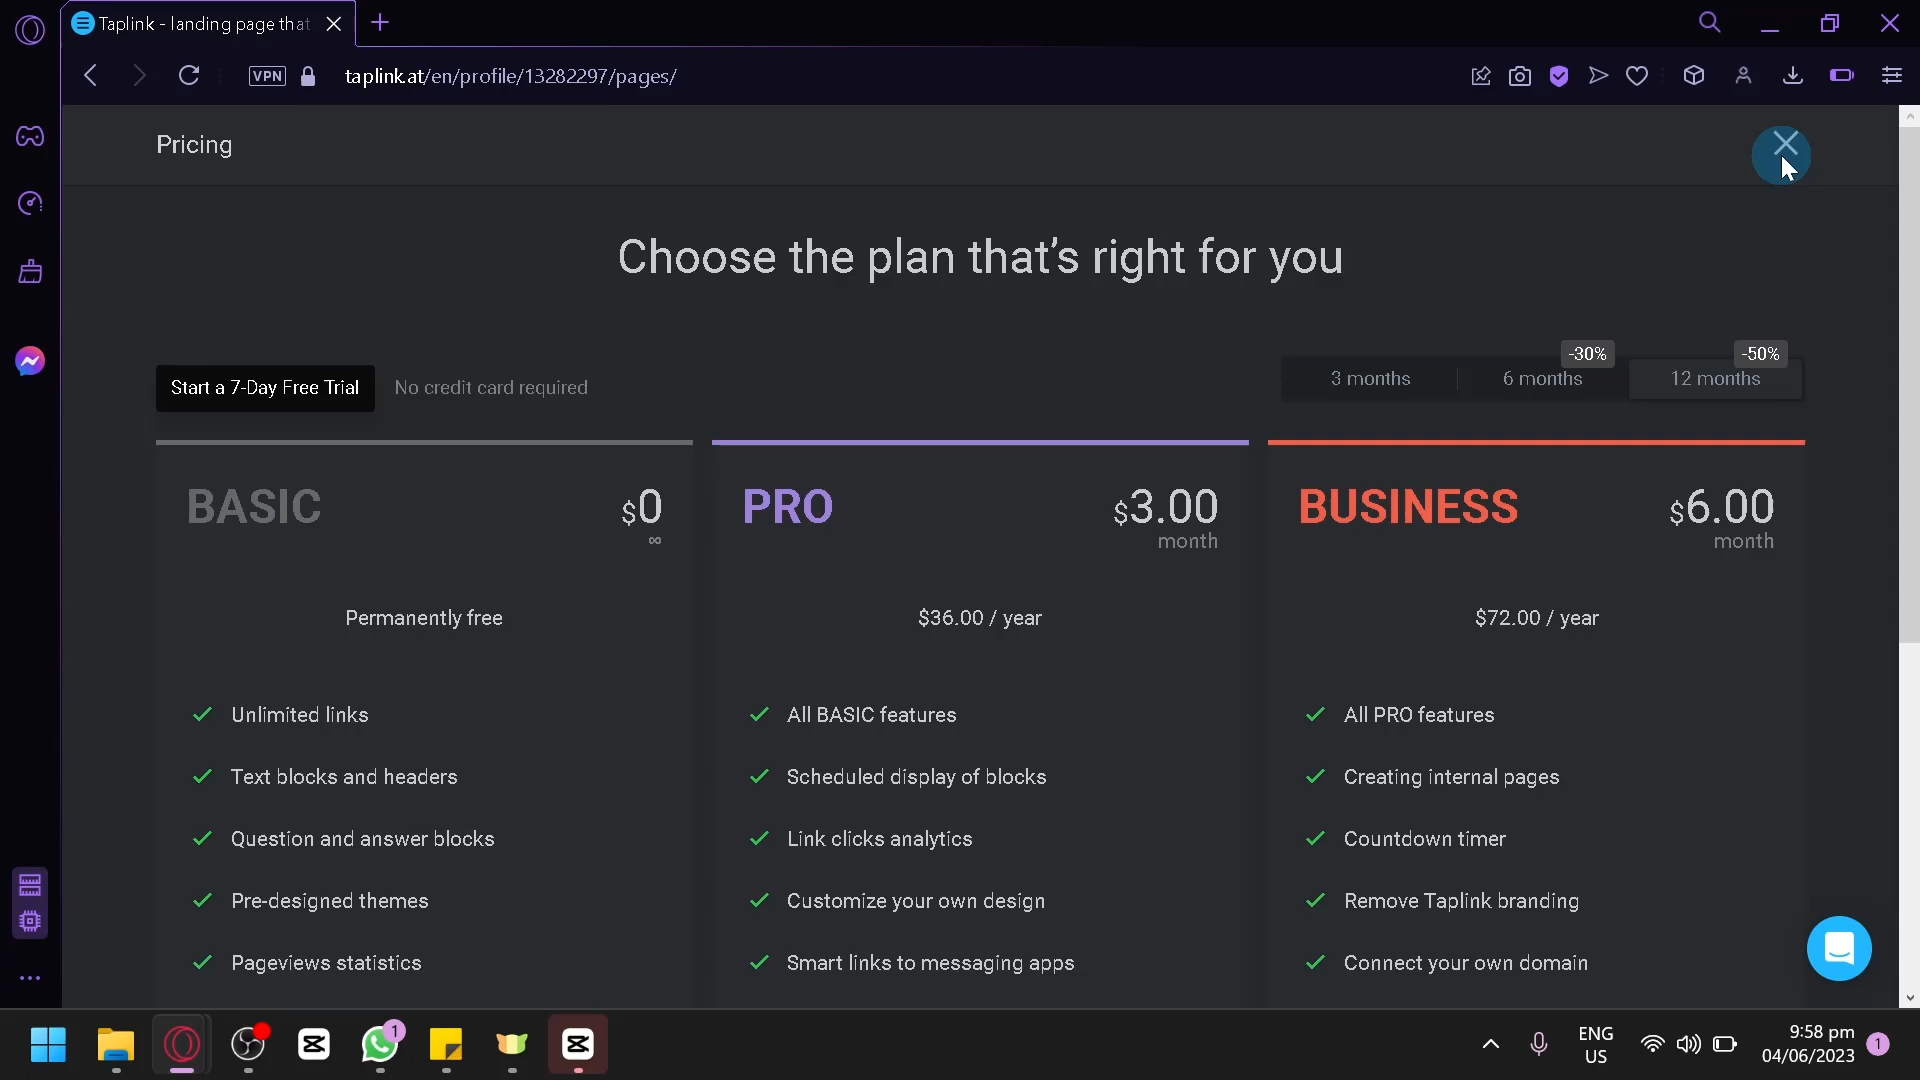 Taplink - landing page that
VPN
taplink.at/en/profile/13282297/pages/
Pricing
Choose the plan that's right for you
Start a 7-Day Free Trial
No credit card required
-30%
-50%
3 months
6 months
12 months
BASIC
$0
∞
Permanently free
Unlimited links
Text blocks and headers
Question and answer blocks
Pre-designed themes
Pageviews statistics
PRO
$3.00
month
$36.00 / year
All BASIC features
Scheduled display of blocks
Link clicks analytics
Customize your own design
Smart links to messaging apps
BUSINESS
$6.00
month
$72.00 / year
All PRO features
Creating internal pages
Countdown timer
Remove Taplink branding
Connect your own domain
1
ENG
US
9:58 pm
04/06/2023
1